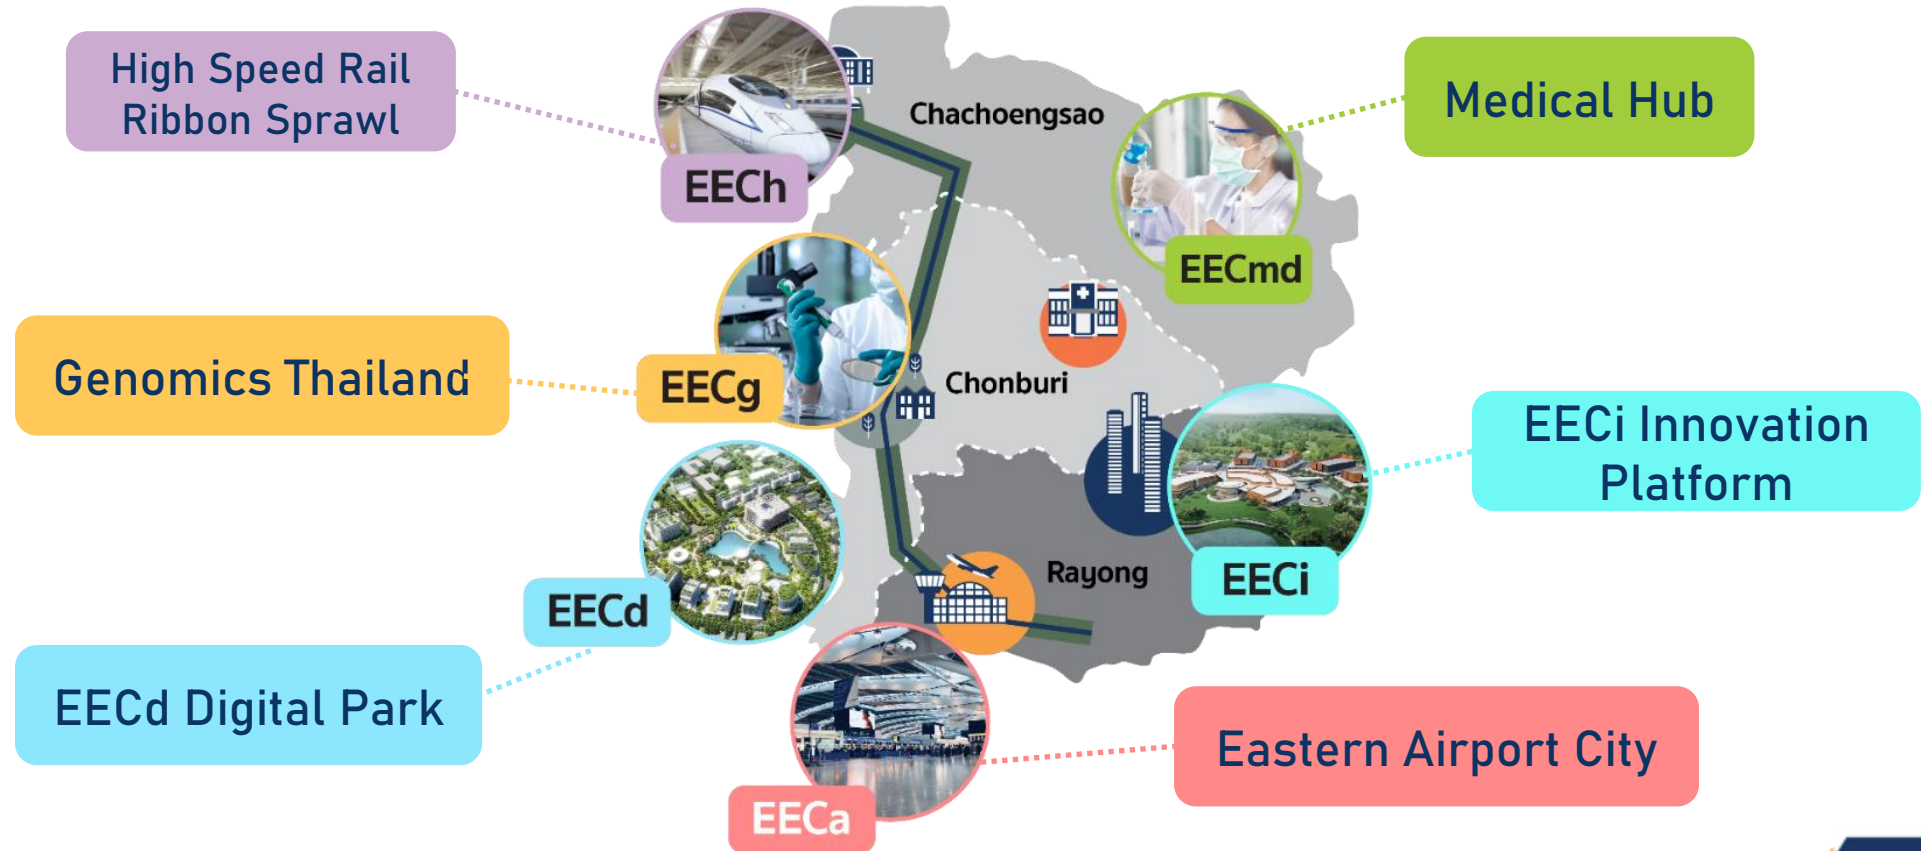 High Speed Rail
Ribbon Sprawl
EECh
Chachoengsao
Medical Hub
EECmd
Genomics Thailand
EECg
Chonburi
EECi Innovation
Platform
EECi
Rayong
EECd
EECd Digital Park
EECa
Eastern Airport City